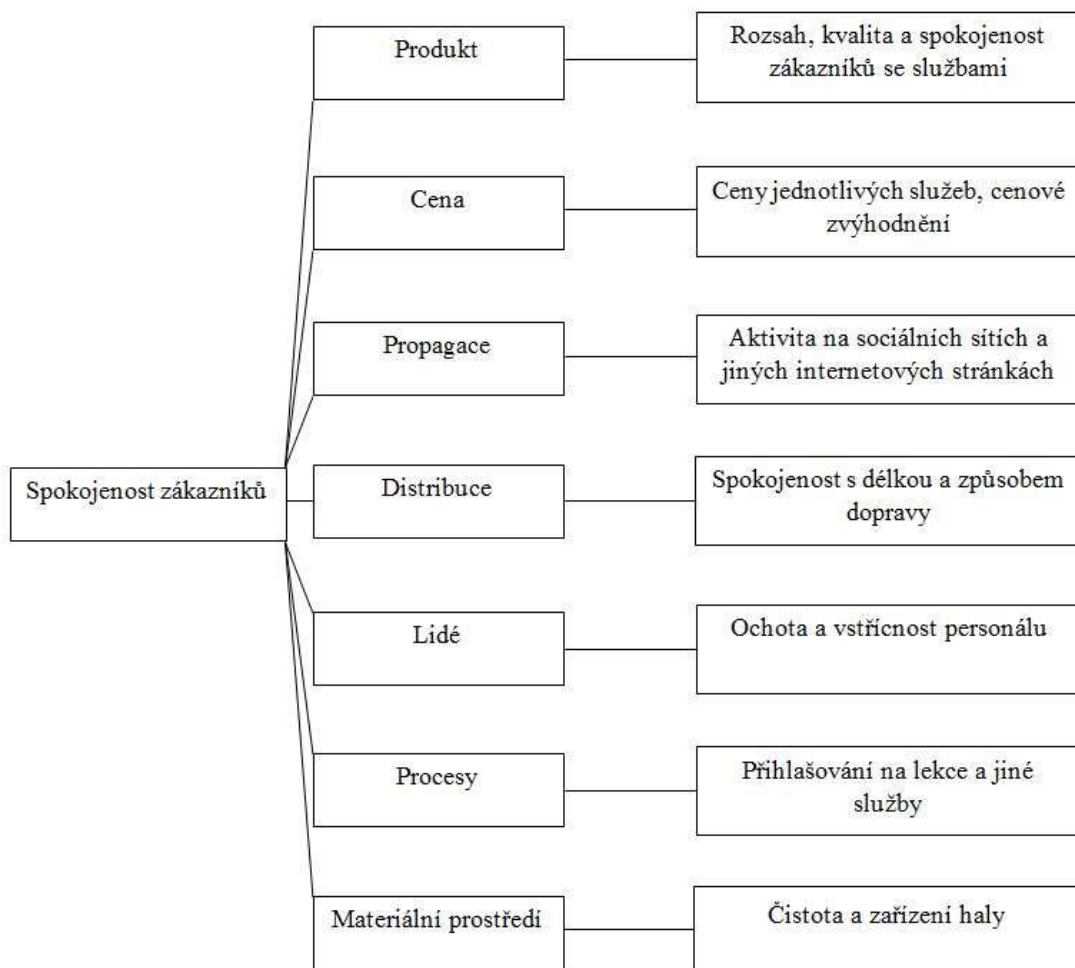 Produkt
Rozsah, kvalita a spokojenost
zákazníků se službami
Cena
Ceny jednotlivých služeb, cenové
zvýhodnění
Propagace
Aktivita na sociálních sítích a
jiných internetových stránkách
Spokojenost zákazníků
Distribuce
Spokojenost s délkou a způsobem
dopravy
Lidé
Ochota a vstřícnost personálu
Procesy
Přihlašování na lekce a jiné
služby
Materiální prostředí
Čistota a zařízení haly